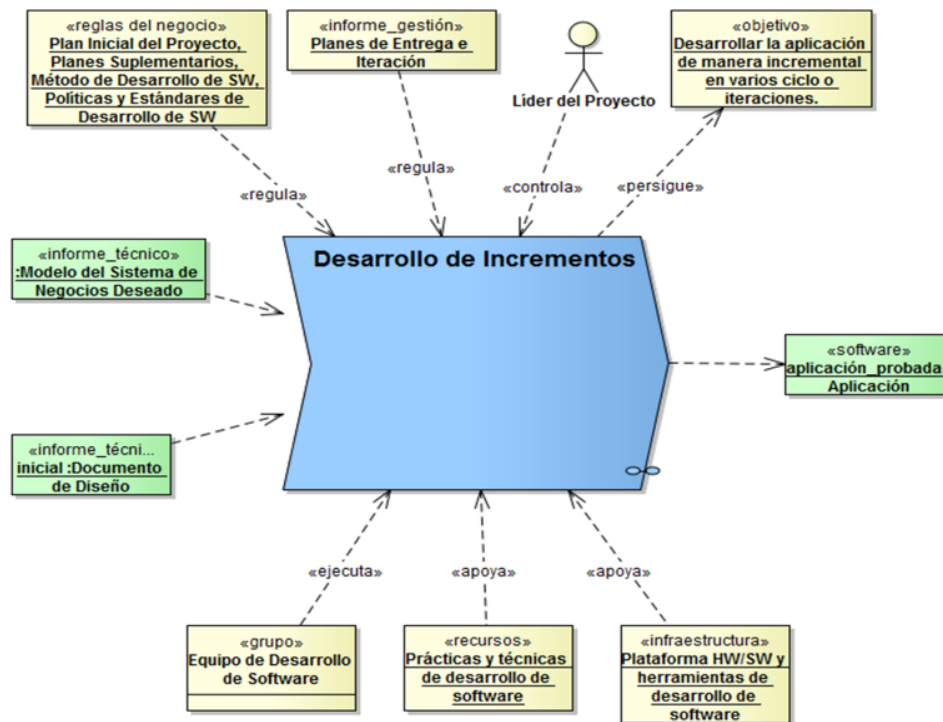 «reglas del negocio»
Plan Inicial del Proyecto,
Planes Suplementarios,
Método de Desarrollo de SW,
Políticas y Estándares de
Desarrollo de SW
«informe_gestión»
Planes de Entrega e
Iteración
Líder del Proyecto
«objetivo»
Desarrollar la aplicación
de manera incremental
en varios ciclo o
iteraciones.
«regula»
«regula»
«controla»
«persigue»
Desarrollo de Incrementos
«informe_técnico»
:Modelo del Sistema de
Negocios Deseado
«software»
aplicación_probada
Aplicación
«informe_técni...
inicial :Documento
de Diseño
«ejecuta»
«apoya»
«apoya»
«grupo»
Equipo de Desarrollo
de Software
«recursos»
Prácticas y técnicas
de desarrollo de
software
«infraestructura»
Plataforma HW/SW y
herramientas de
desarrollo de
software